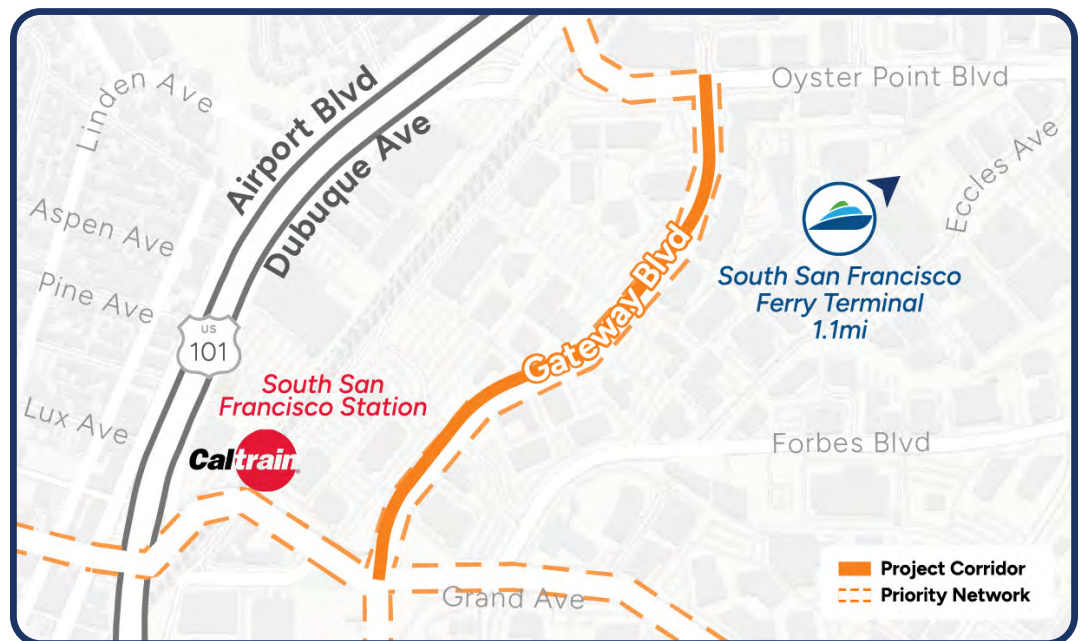 Linden Ave
Airport Blvd
Dubuque Ave
Oyster Point Blvd
Eccles Ave
Aspen Ave
Pine Ave
US
101
Lux Ave
South San
Francisco Station
Caltrain
Gateway Blvd
South San Francisco
Ferry Terminal
1.1mi
Forbes Blvd
Grand Ave
Project Corridor
Priority Network